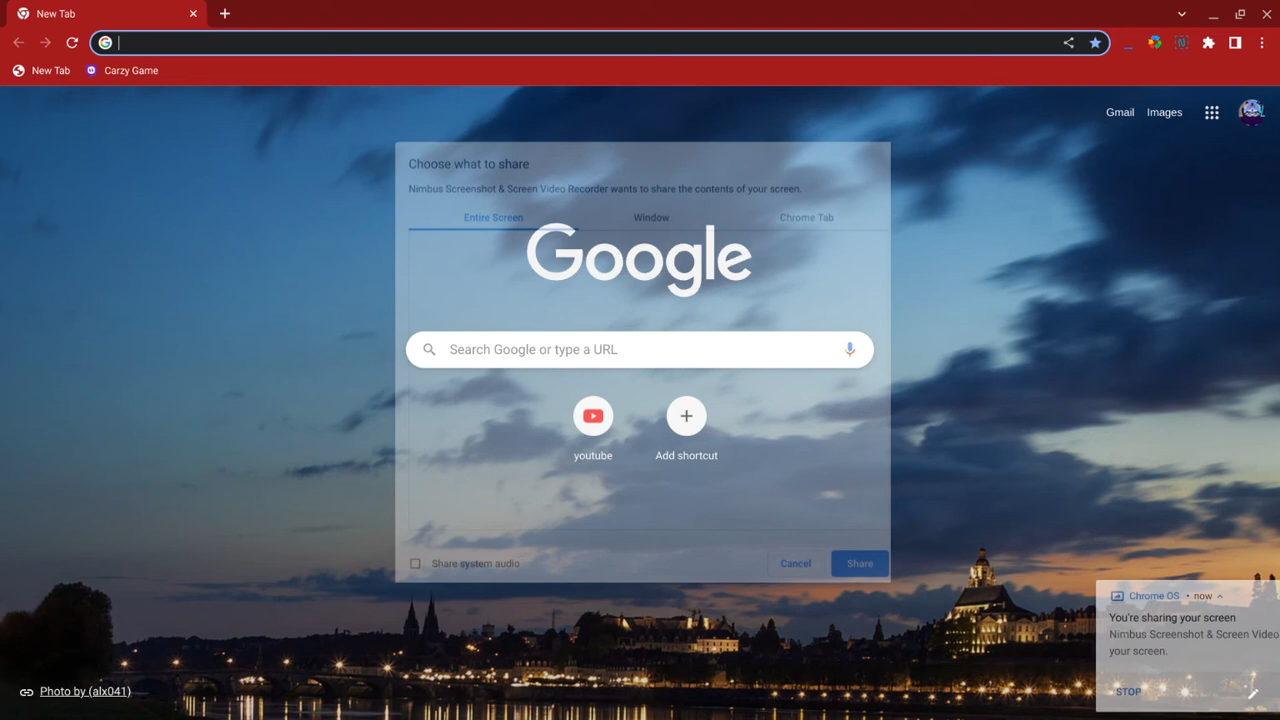 New Tab
New Tab
Carzy Game
Gmail
Images
Choose what to share
Nimbus Screenshot & Screen Video Recorder wants to share the contents of your screen.
Entire Screen
Window
Chrome Tab
Google
Search Google or type a URL
youtube
Add shortcut
Share system audio
Cancel
Share
Chrome OS • now
You're sharing your screen
Nimbus Screenshot & Screen Video
your screen.
STOP
Photo by (alx041)